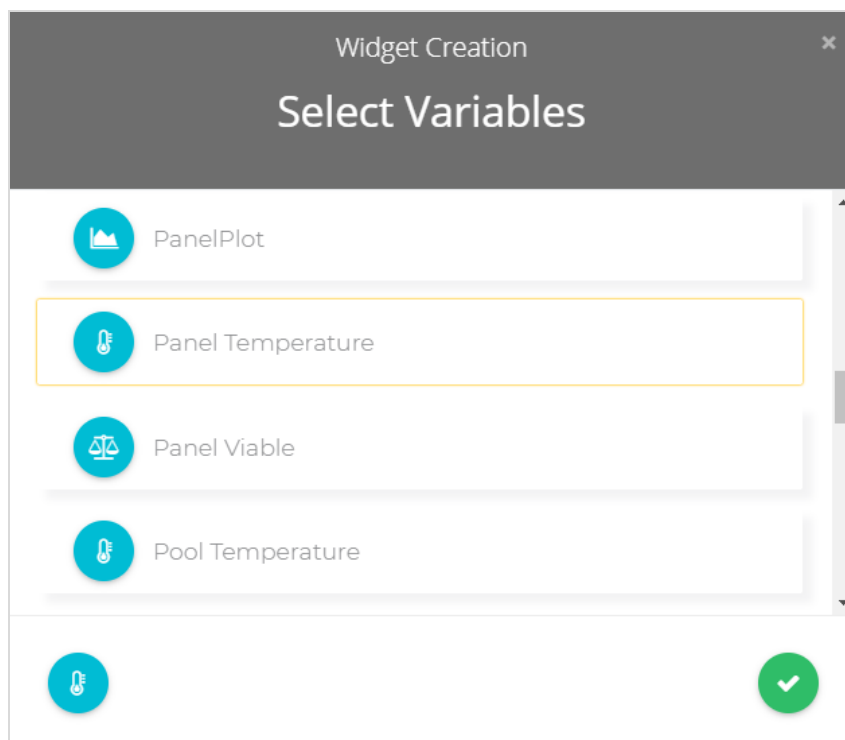 Widget Creation
Select Variables
PanelPlot
Panel Temperature
Panel Viable
Pool Temperature